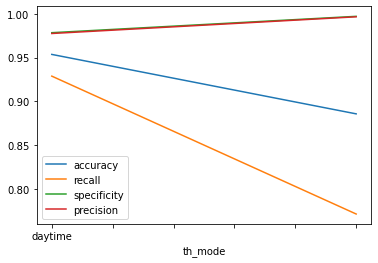 1.00
0.95
0.90
0.85
0.80
accuracy
recall
specificity
precision
daytime
th_mode